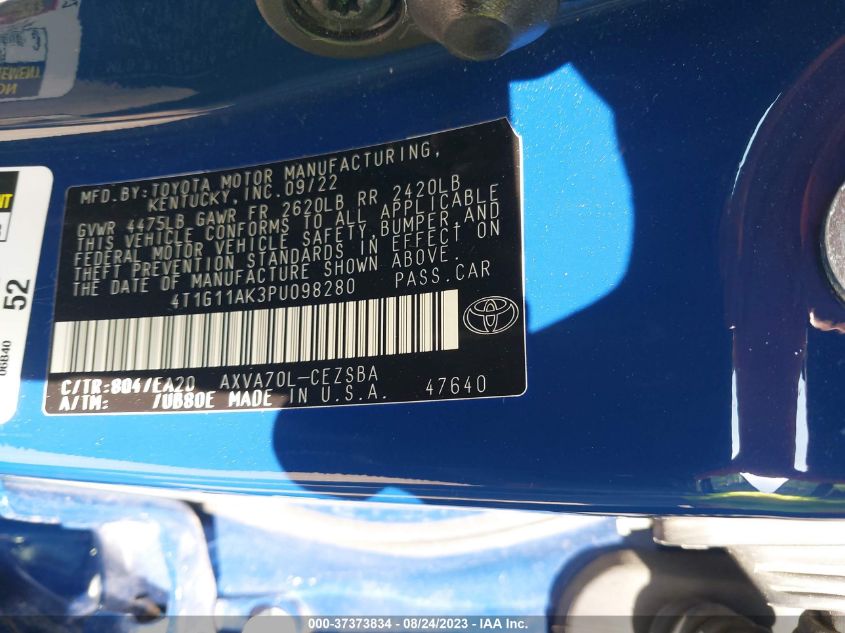 MFD.BY:TOYOTA MOTOR MANUFACTURING,
KENTUCKY,INC.09/22
GVWR 4475LB GAWR FR 2620LB RR 2420LB
THIS VEHICLE CONFORMS TO ALL APPLICABLE
FEDERAL MOTOR VEHICLE SAFETY,BUMPER,AND
THEFT PREVENTION STANDARDS IN EFFECT ON
THE DATE OF MANUFACTURE SHOWN ABOVE.
4T1G11AK3PU098280 PASS.CAR
C/TR:8D4/EA20 AXVA70L-CEZSBA
A/TM: /UB80E MADE IN U.S.A. 47640
52
06B40
000-37373834 - 08/24/2023 - IAA Inc.